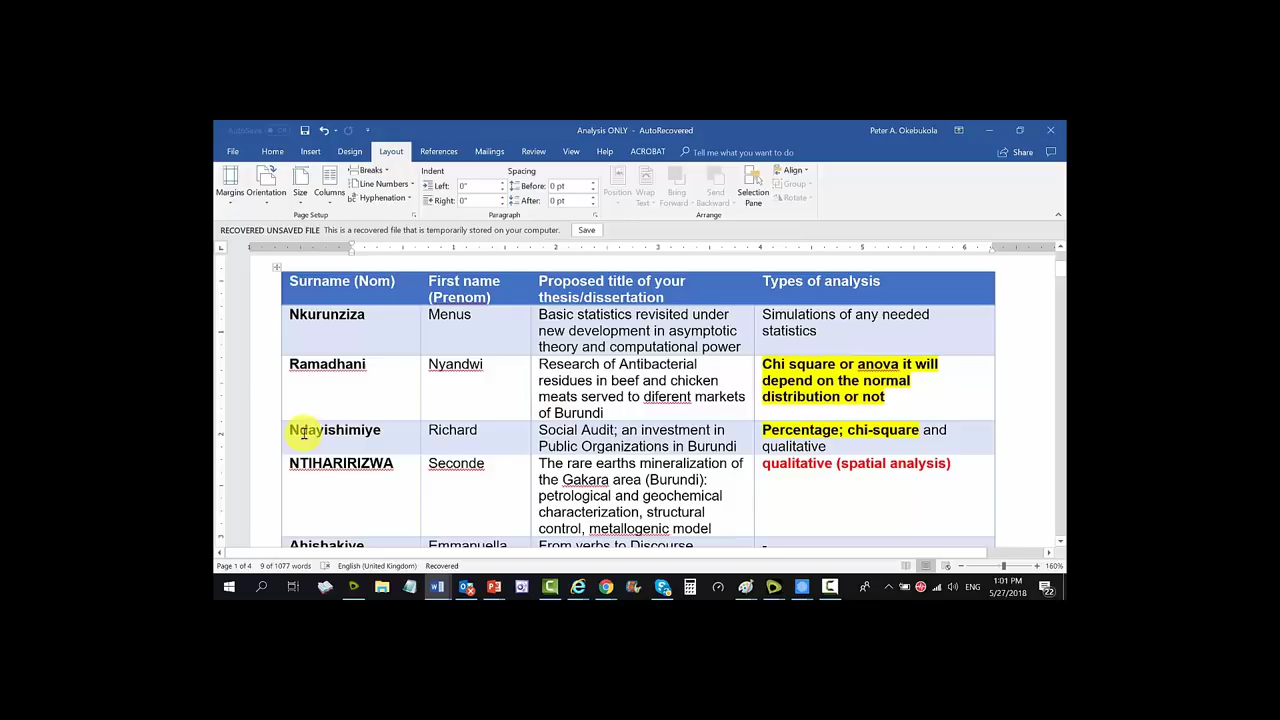 Analysis ONLY - AutoRecovered
Peter A. Okebukola
File Home Insert Design Layout References Mailings Review View Help ACROBAT Tell me what you want to do Share
Margins Orientation Size Columns
Breaks
Line Numbers
Hyphenation
Page Setup
Indent
Left: 0"
Right: 0"
Spacing
Before: 0 pt
After: 0 pt
Paragraph
Position
Wrap Text
Bring Forward
Send Backward
Selection Pane
Align
Group
Rotate
Arrange
RECOVERED UNSAVED FILE This is a recovered file that is temporarily stored on your computer. Save
Surname (Nom)
First name
(Prenom)
Proposed title of your
thesis/dissertation
Types of analysis
Nkurunziza
Menus
Basic statistics revisited under
new development in asymptotic
theory and computational power
Simulations of any needed
statistics
Ramadhani
Nyandwi
Research of Antibacterial
residues in beef and chicken
meats served to diferent markets
of Burundi
Chi square or anova it will
depend on the normal
distribution or not
Ndayishimiye
Richard
Social Audit; an investment in
Public Organizations in Burundi
Percentage; chi-square and
qualitative
NTIHARIRIZWA
Seconde
The rare earths mineralization of
the Gakara area (Burundi):
petrological and geochemical
characterization, structural
control, metallogenic model
qualitative (spatial analysis)
Ahishakiye
Emmanuella
From verbs to Discourse
-
Page 1 of 4 9 of 1077 words English (United Kingdom) Recovered 160%
ENG
1:01 PM
5/27/2018
22